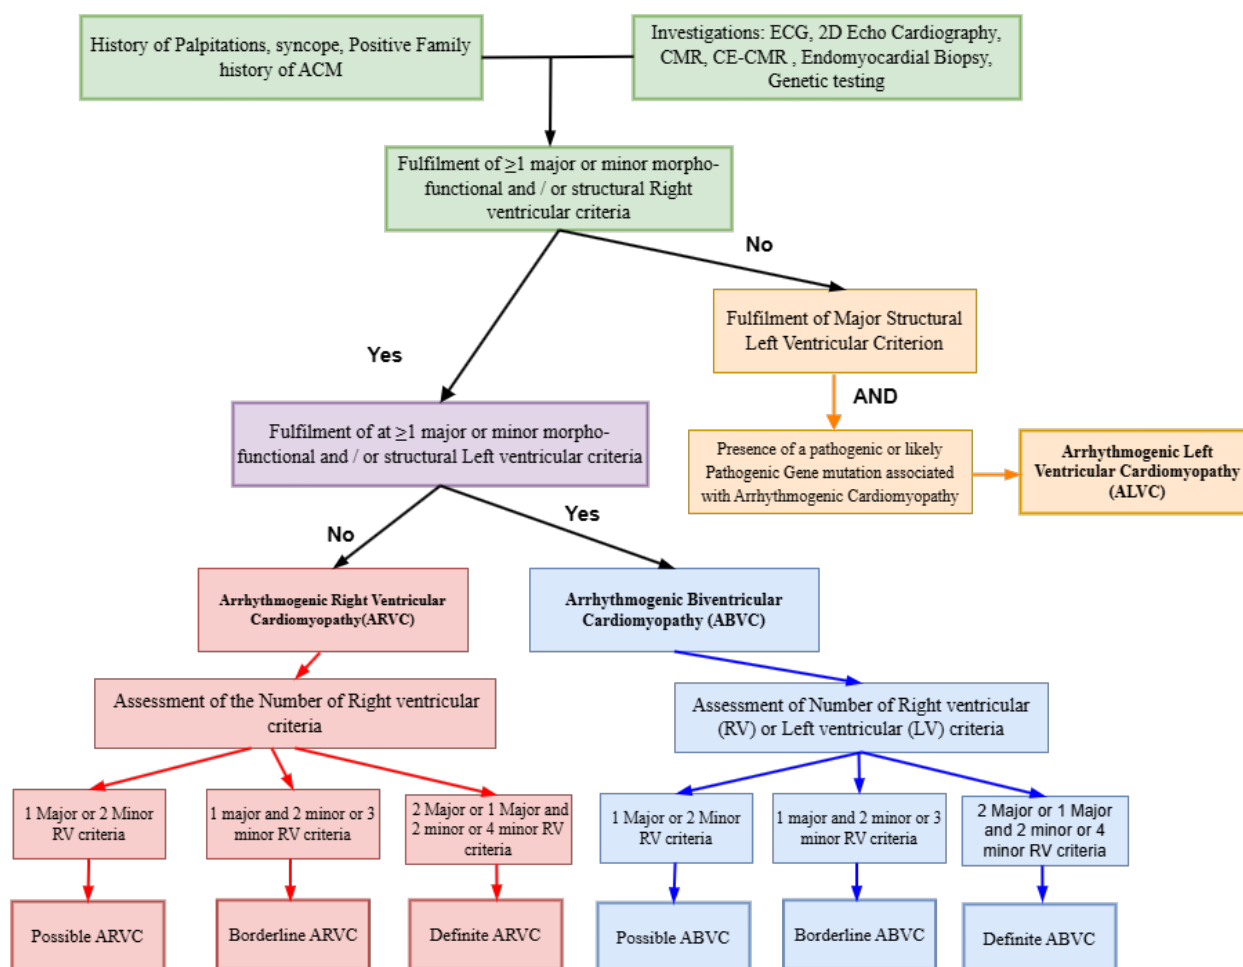 History of Palpitations, syncope, Positive Family
history of ACM
Investigations: ECG, 2D Echo Cardiography,
CMR, CE-CMR , Endomyocardial Biopsy,
Genetic testing
Fulfilment of ≥1 major or minor morpho-
functional and / or structural Right
ventricular criteria
No
Fulfilment of Major Structural
Left Ventricular Criterion
Yes
AND
Fulfilment of at ≥1 major or minor morpho-
functional and / or structural Left ventricular criteria
Presence of a pathogenic or likely
Pathogenic Gene mutation associated
with Arrhythmogenic Cardiomyopathy
Arrhythmogenic Left
Ventricular Cardiomyopathy
(ALVC)
No
Yes
Arrhythmogenic Right Ventricular
Cardiomyopathy(ARVC)
Arrhythmogenic Biventricular
Cardiomyopathy (ABVC)
Assessment of the Number of Right ventricular
criteria
Assessment of Number of Right ventricular
(RV) or Left ventricular (LV) criteria
1 Major or 2 Minor
RV criteria
1 major and 2 minor or 3
minor RV criteria
2 Major or 1 Major and
2 minor or 4 minor RV
criteria
1 Major or 2 Minor
RV criteria
1 major and 2 minor or 3
minor RV criteria
2 Major or 1 Major
and 2 minor or 4
minor RV criteria
Possible ARVC
Borderline ARVC
Definite ARVC
Possible ABVC
Borderline ABVC
Definite ABVC